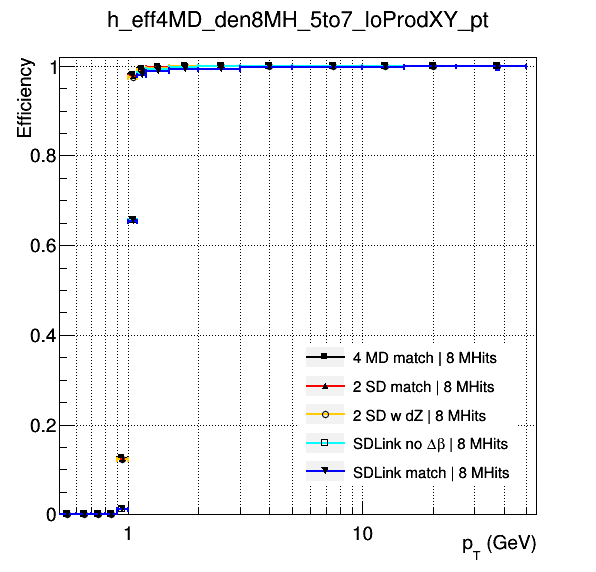 h_eff4MD_den8MH_5to7_loProdXY_pt
Efficiency
1
0.8
0.6
0.4
0.2
0
4 MD match | 8 MHits
2 SD match | 8 MHits
2 SD w dZ | 8 MHits
SDLink no Δβ | 8 MHits
SDLink match | 8 MHits
1
10
p_T (GeV)